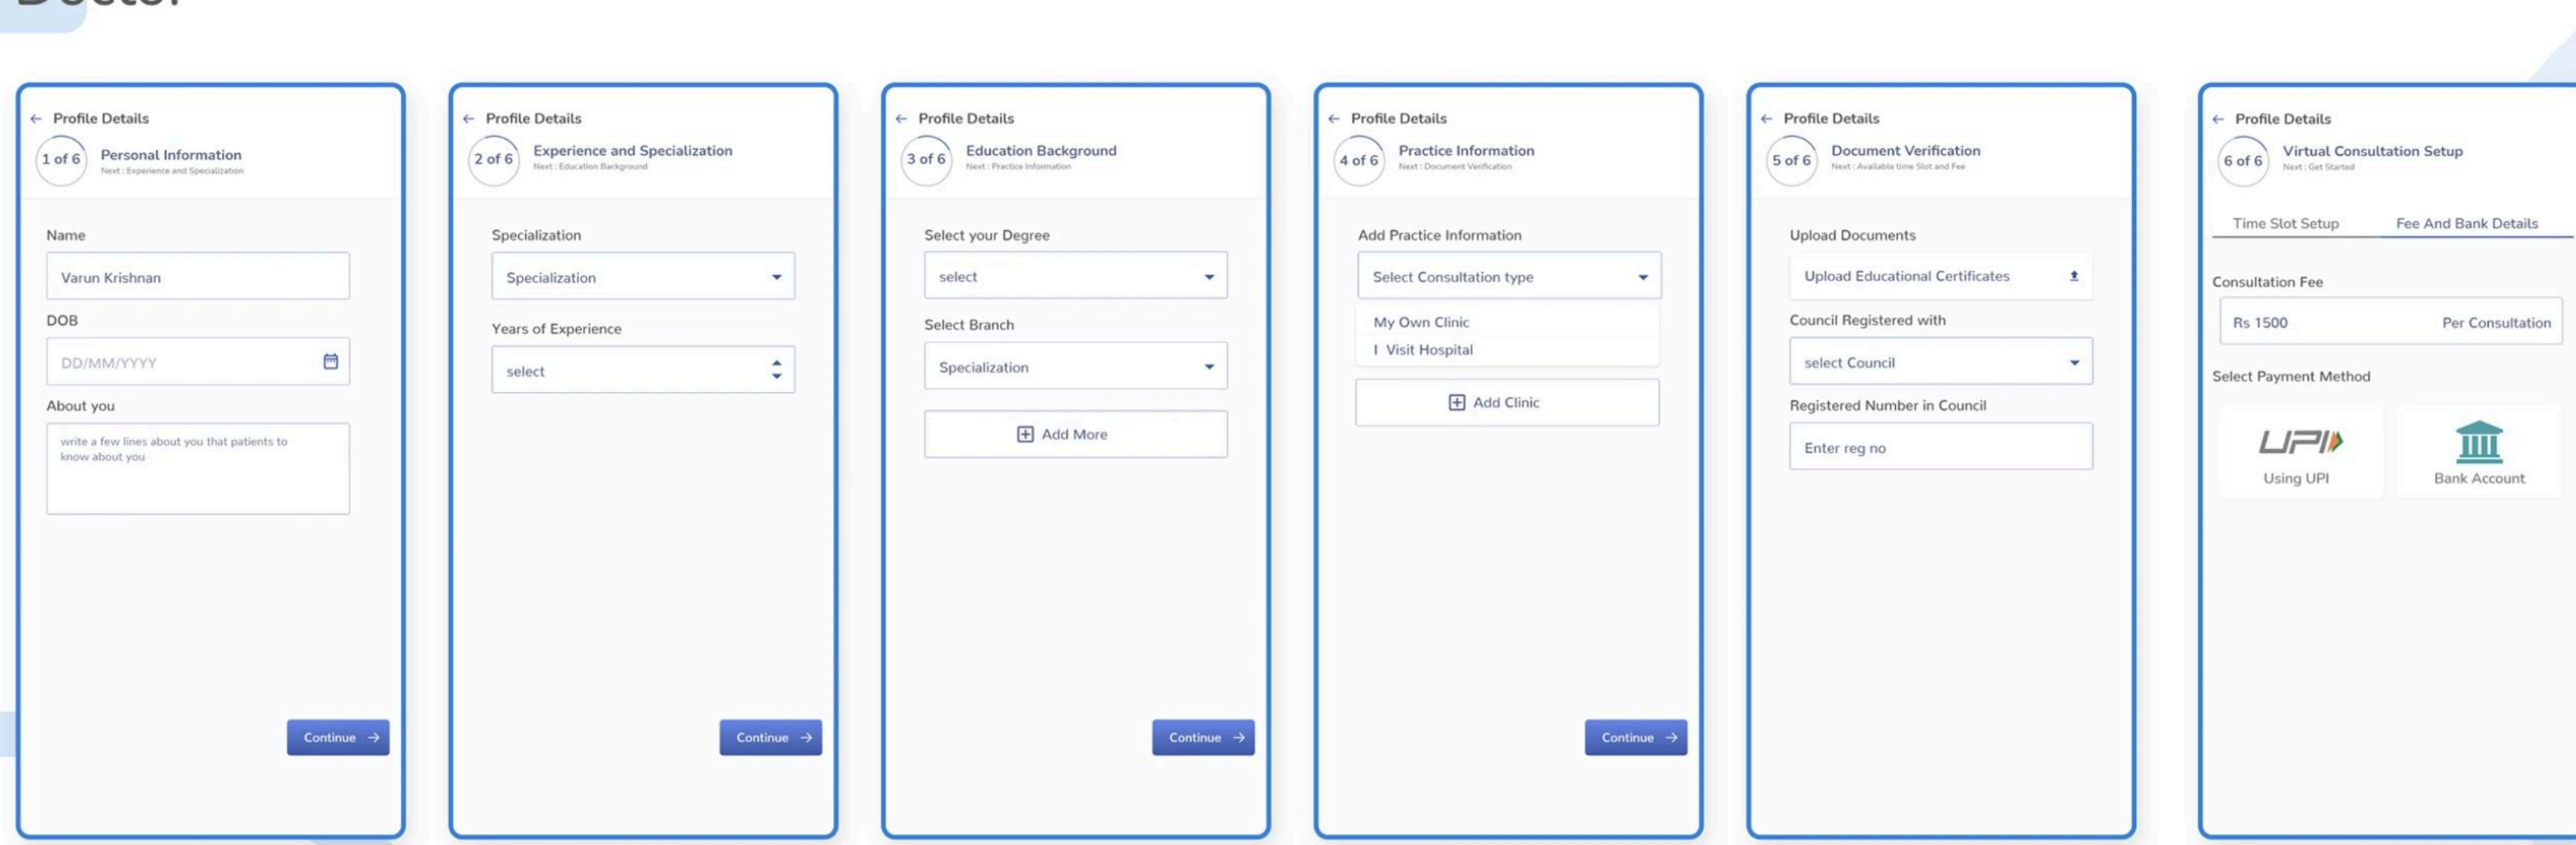 Doctor
Profile Details
1 of 6
Personal Information
Next : Experience and Specialization
Name
Varun Krishnan
DOB
DD/MM/YYYY
About you
write a few lines about you that patients to
know about you
Continue →
Profile Details
2 of 6
Experience and Specialization
Next : Education Background
Specialization
Specialization
Years of Experience
select
Continue →
Profile Details
3 of 6
Education Background
Next : Practice Information
Select your Degree
select
Select Branch
Specialization
Add More
Continue →
Profile Details
4 of 6
Practice Information
Next : Document Verification
Add Practice Information
Select Consultation type
My Own Clinic
I Visit Hospital
Add Clinic
Continue →
Profile Details
5 of 6
Document Verification
Next : Available time Slot and Fee
Upload Documents
Upload Educational Certificates
Council Registered with
select Council
Registered Number in Council
Enter reg no
Profile Details
6 of 6
Virtual Consultation Setup
Next : Get Started
Time Slot Setup Fee And Bank Details
Consultation Fee
Rs 1500 Per Consultation
Select Payment Method
UPI
Using UPI
Bank Account